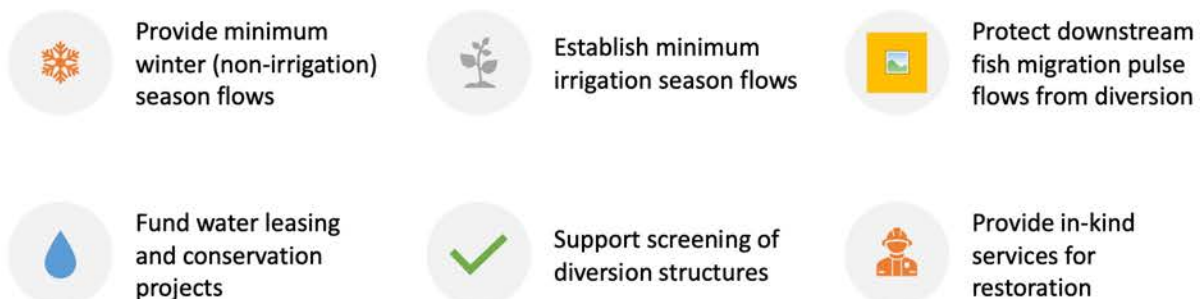 Provide minimum
winter (non-irrigation)
season flows
Establish minimum
irrigation season flows
Protect downstream
fish migration pulse
flows from diversion
Fund water leasing
and conservation
projects
Support screening of
diversion structures
Provide in-kind
services for
restoration